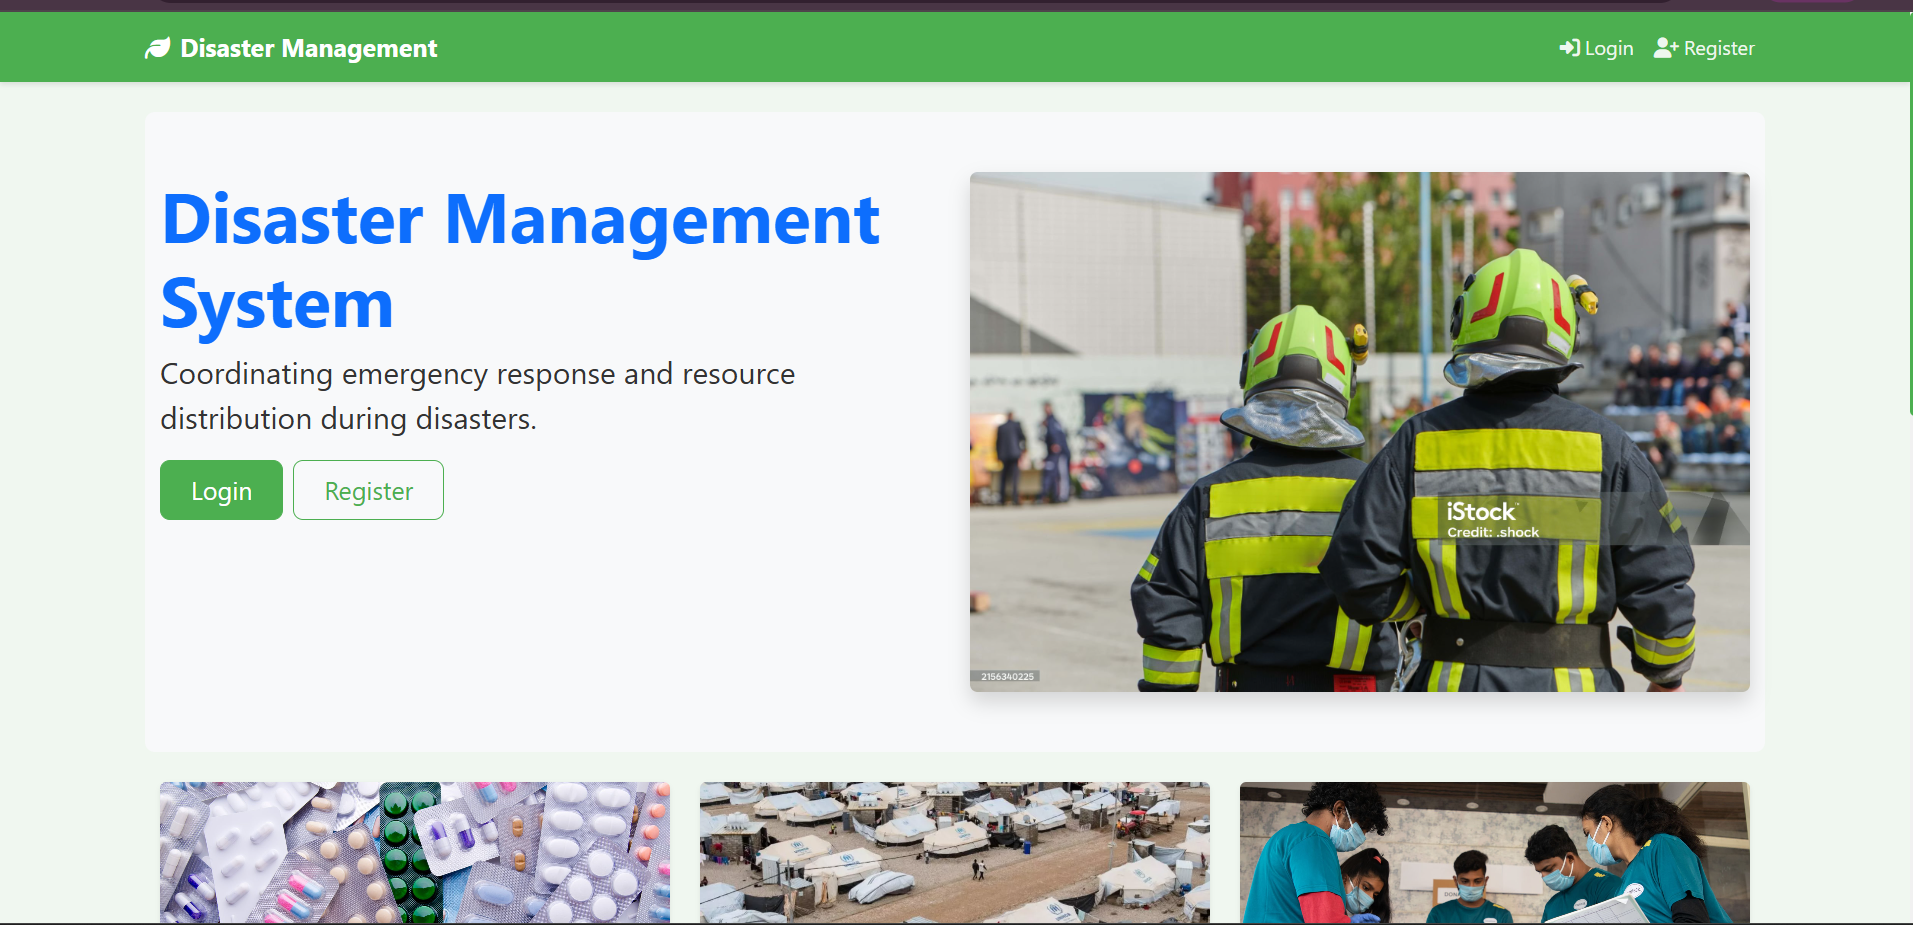 Disaster Management
Login
Register
Disaster Management
System
Coordinating emergency response and resource
distribution during disasters.
Login
Register
iStock
Credit: .shock
2156340225